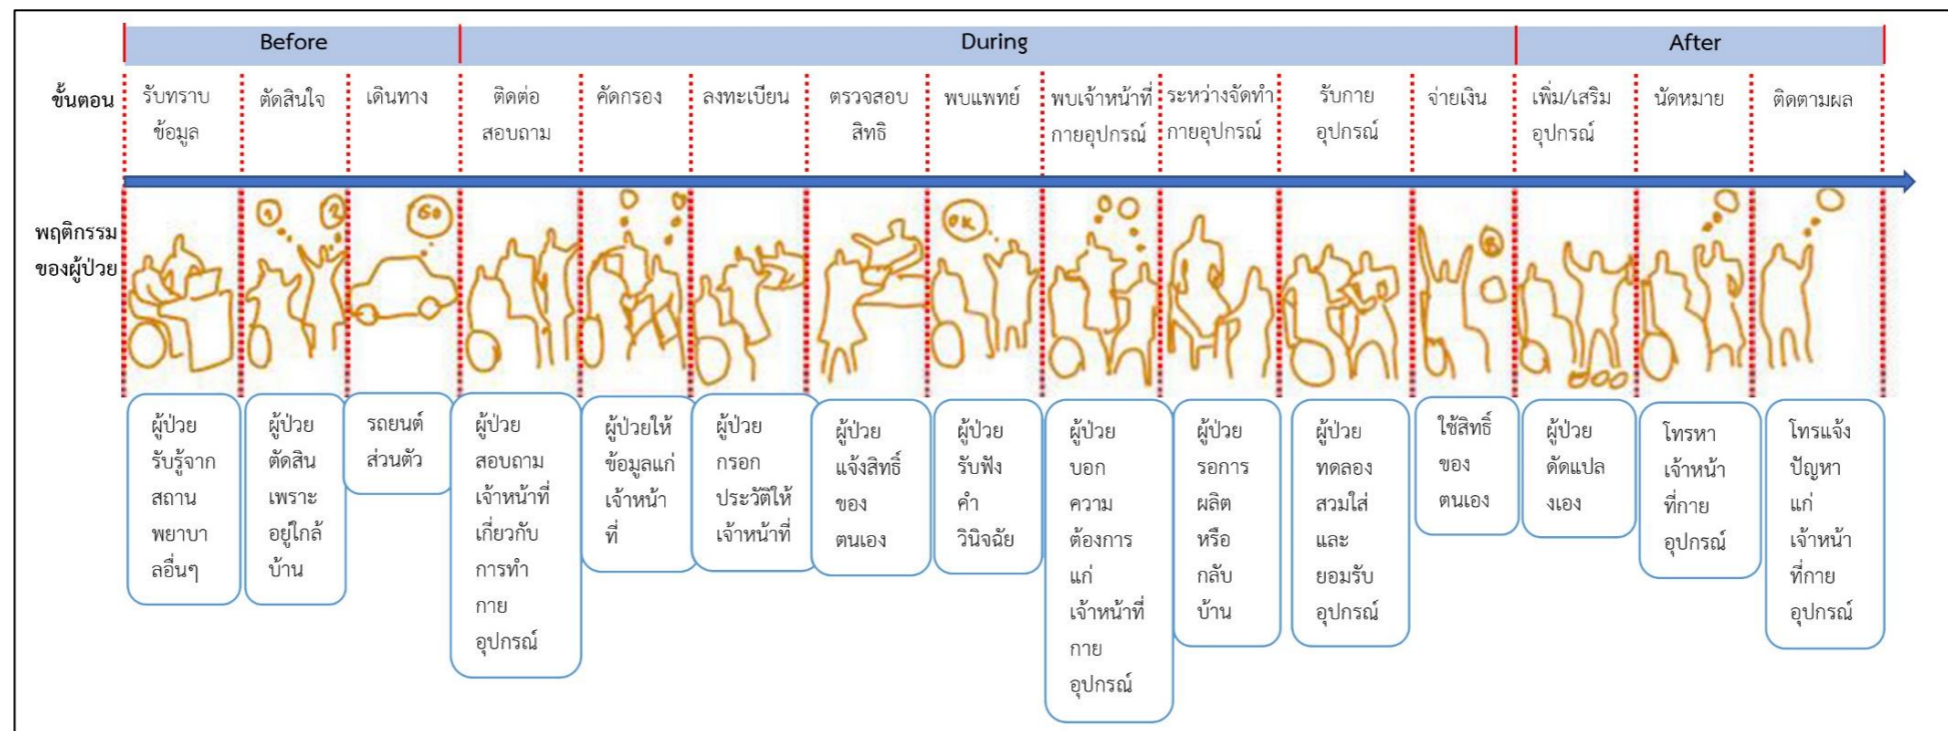 Before
During
After
ขั้นตอน
รับทราบ
ข้อมูล
ตัดสินใจ
เดินทาง
ติดต่อ
สอบถาม
คัดกรอง
ลงทะเบียน
ตรวจสอบ
สิทธิ
พบแพทย์
พบเจ้าหน้าที่
กายอุปกรณ์
ระหว่างจัดทำ
กายอุปกรณ์
รับกาย
อุปกรณ์
จ่ายเงิน
เพิ่ม/เสริม
อุปกรณ์
นัดหมาย
ติดตามผล
พฤติกรรม
ของผู้ป่วย
1
2
GO
OK
B
ผู้ป่วย
รับรู้จาก
สถาน
พยาบา
ลอื่นๆ
ผู้ป่วย
ตัดสิน
เพราะ
อยู่ใกล้
บ้าน
รถยนต์
ส่วนตัว
ผู้ป่วย
สอบถาม
เจ้าหน้าที่
เกี่ยวกับ
การทำ
กาย
อุปกรณ์
ผู้ป่วยให้
ข้อมูลแก่
เจ้าหน้า
ที่
ผู้ป่วย
กรอก
ประวัติให้
เจ้าหน้าที่
ผู้ป่วย
แจ้งสิทธิ์
ของ
ตนเอง
ผู้ป่วย
รับฟัง
คำ
วินิจฉัย
ผู้ป่วย
บอก
ความ
ต้องการ
แก่
เจ้าหน้าที่
กาย
อุปกรณ์
ผู้ป่วย
รอการ
ผลิต
หรือ
กลับ
บ้าน
ผู้ป่วย
ทดลอง
สวมใส่
และ
ยอมรับ
อุปกรณ์
ใช้สิทธิ์
ของ
ตนเอง
ผู้ป่วย
ดัดแปล
งเอง
โทรหา
เจ้าหน้า
ที่กาย
อุปกรณ์
โทรแจ้ง
ปัญหา
แก่
เจ้าหน้า
ที่กาย
อุปกรณ์